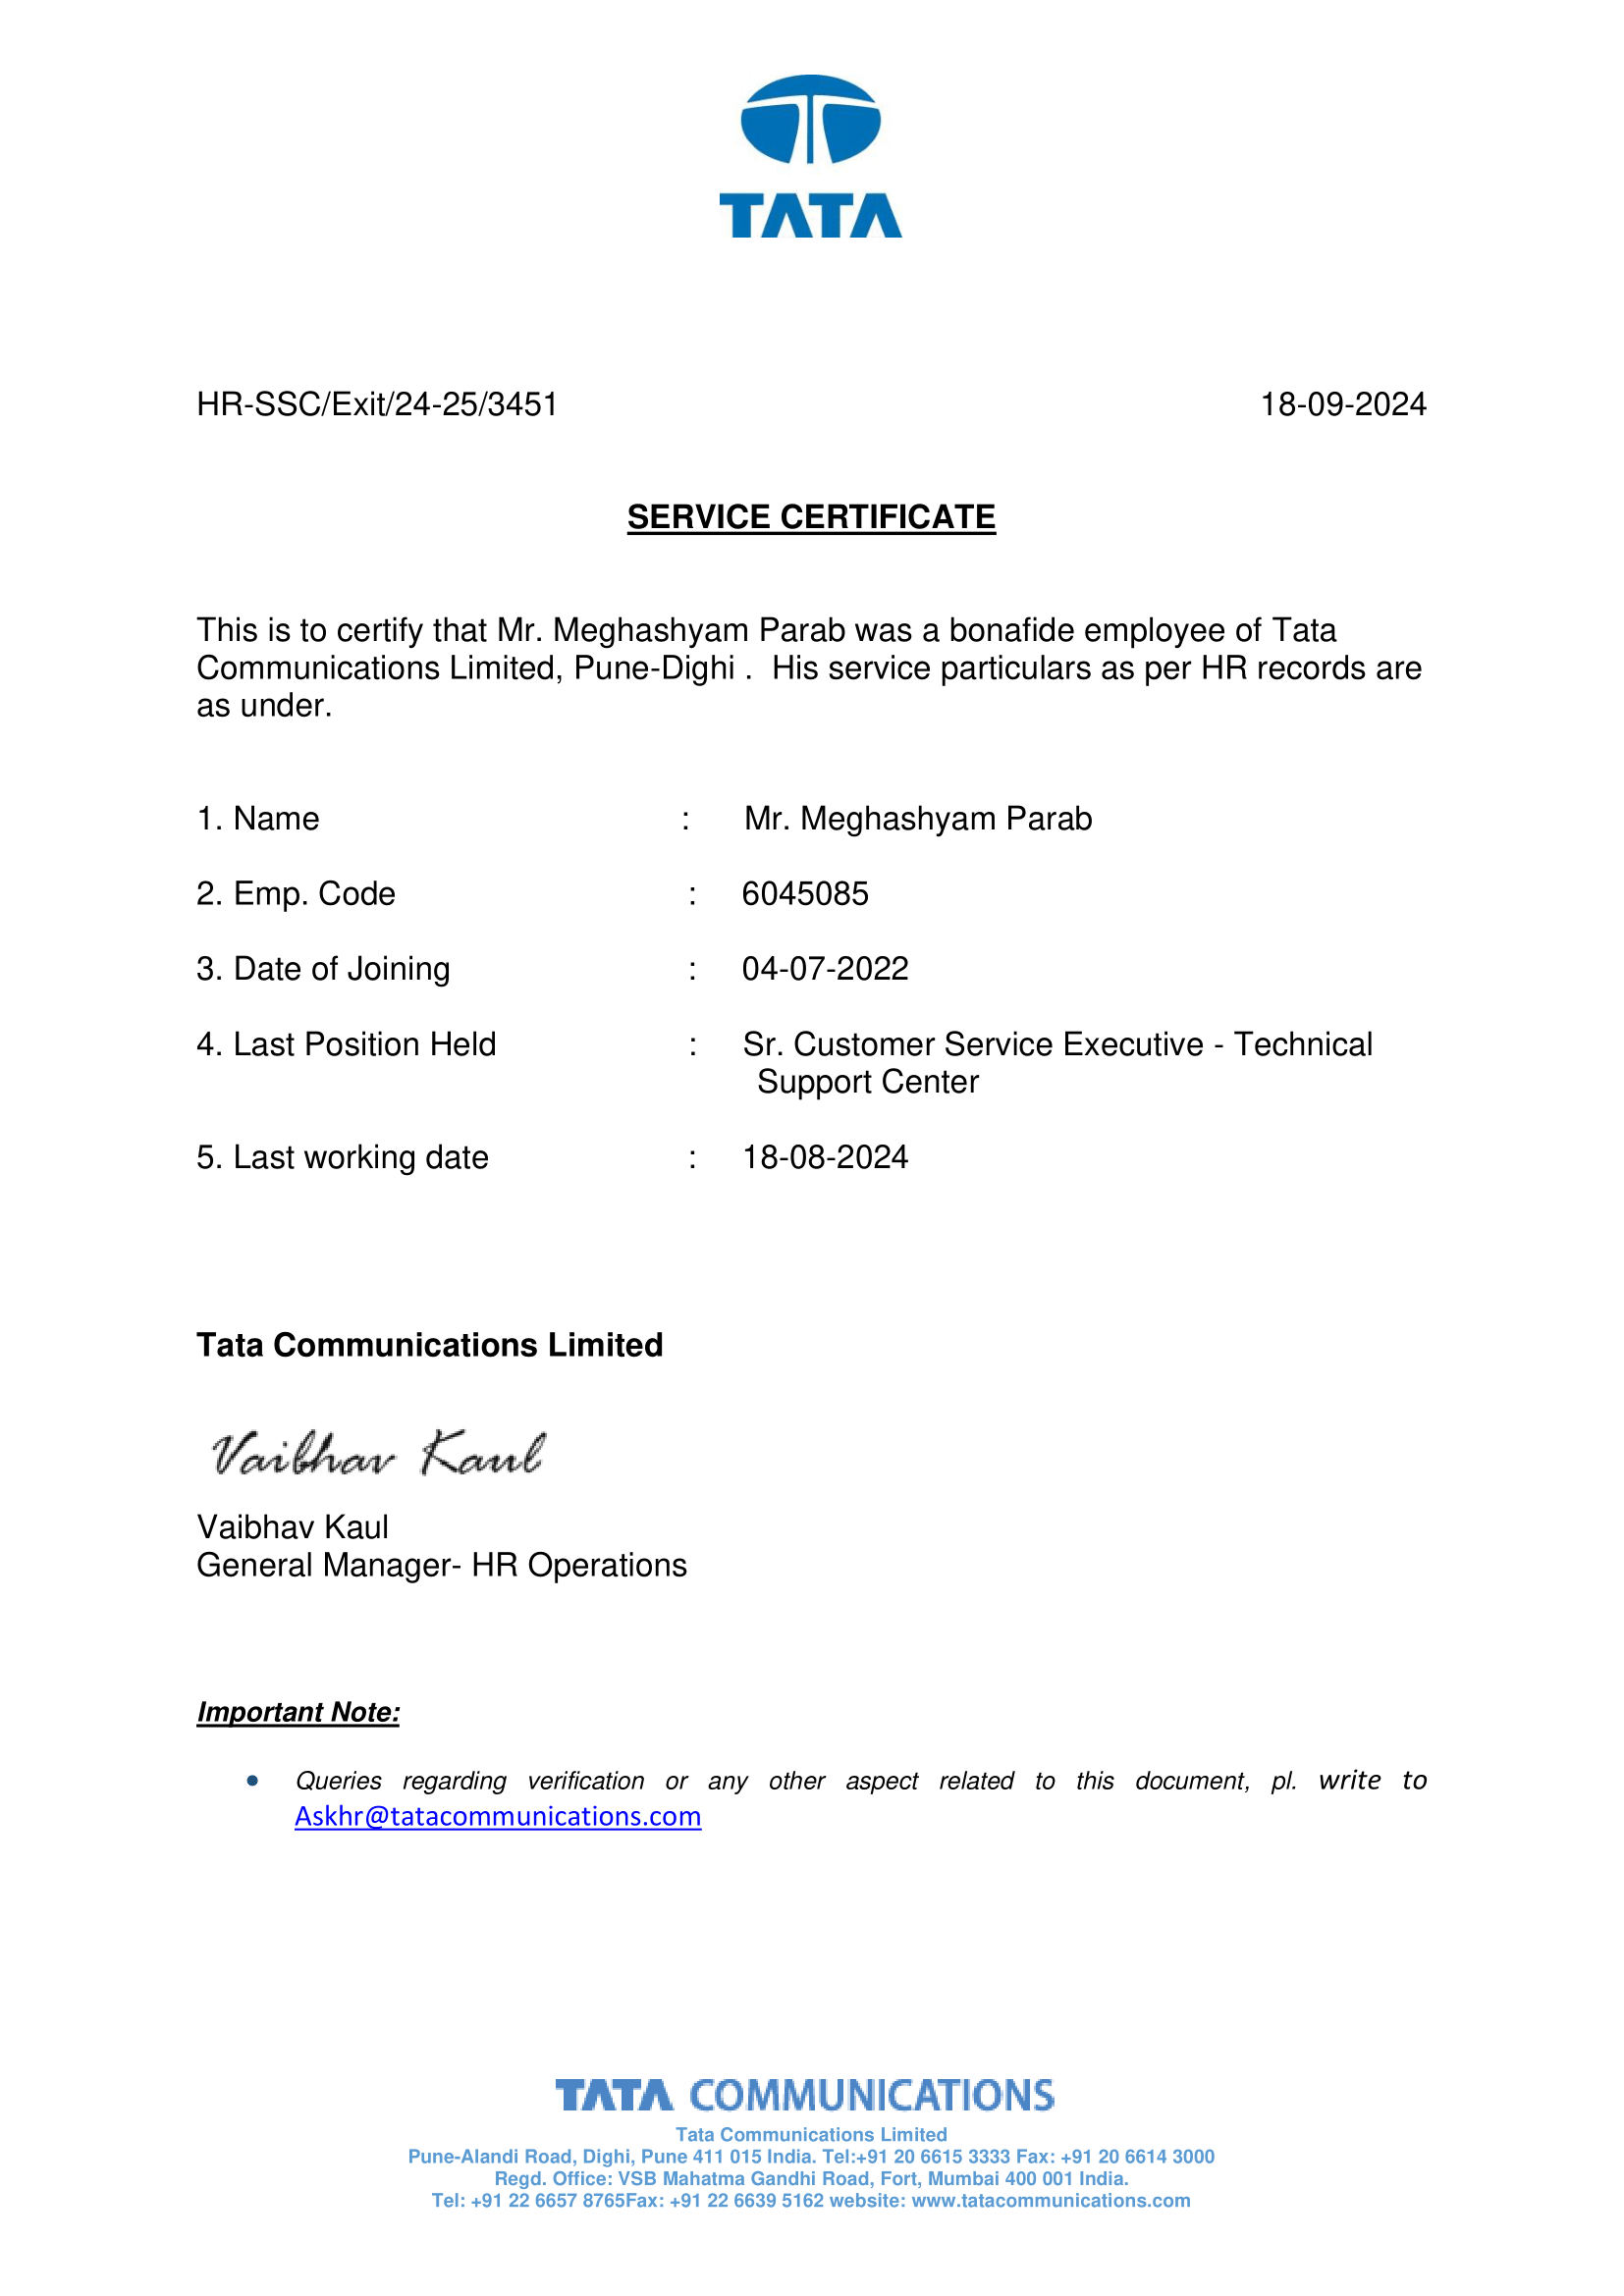 TATA
HR-SSC/Exit/24-25/3451 18-09-2024
SERVICE CERTIFICATE
This is to certify that Mr. Meghashyam Parab was a bonafide employee of Tata
Communications Limited, Pune-Dighi . His service particulars as per HR records are
as under.
1. Name : Mr. Meghashyam Parab
2. Emp. Code : 6045085
3. Date of Joining : 04-07-2022
4. Last Position Held : Sr. Customer Service Executive - Technical
Support Center
5. Last working date : 18-08-2024
Tata Communications Limited
Vaibhav Kaul
Vaibhav Kaul
General Manager- HR Operations
Important Note:
• Queries regarding verification or any other aspect related to this document, pl. write to
Askhr@tatacommunications.com
TATA COMMUNICATIONS
Tata Communications Limited
Pune-Alandi Road, Dighi, Pune 411 015 India. Tel:+91 20 6615 3333 Fax: +91 20 6614 3000
Regd. Office: VSB Mahatma Gandhi Road, Fort, Mumbai 400 001 India.
Tel: +91 22 6657 8765Fax: +91 22 6639 5162 website: www.tatacommunications.com